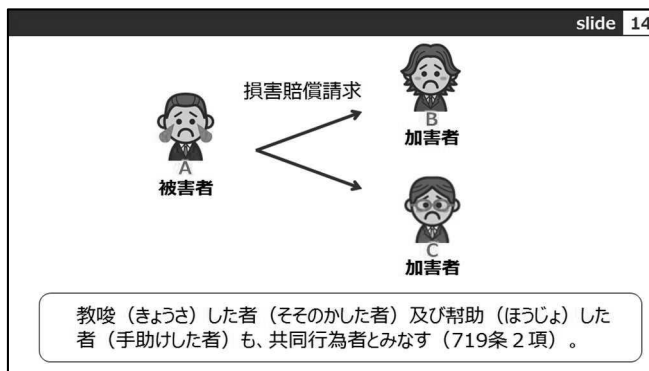 slide 14
損害賠償請求
A
被害者
B
加害者
C
加害者
教唆（きょうさ）した者（そそのかした者）及び幇助（ほうじょ）した
者（手助けした者）も、共同行為者とみなす（719条２項）。